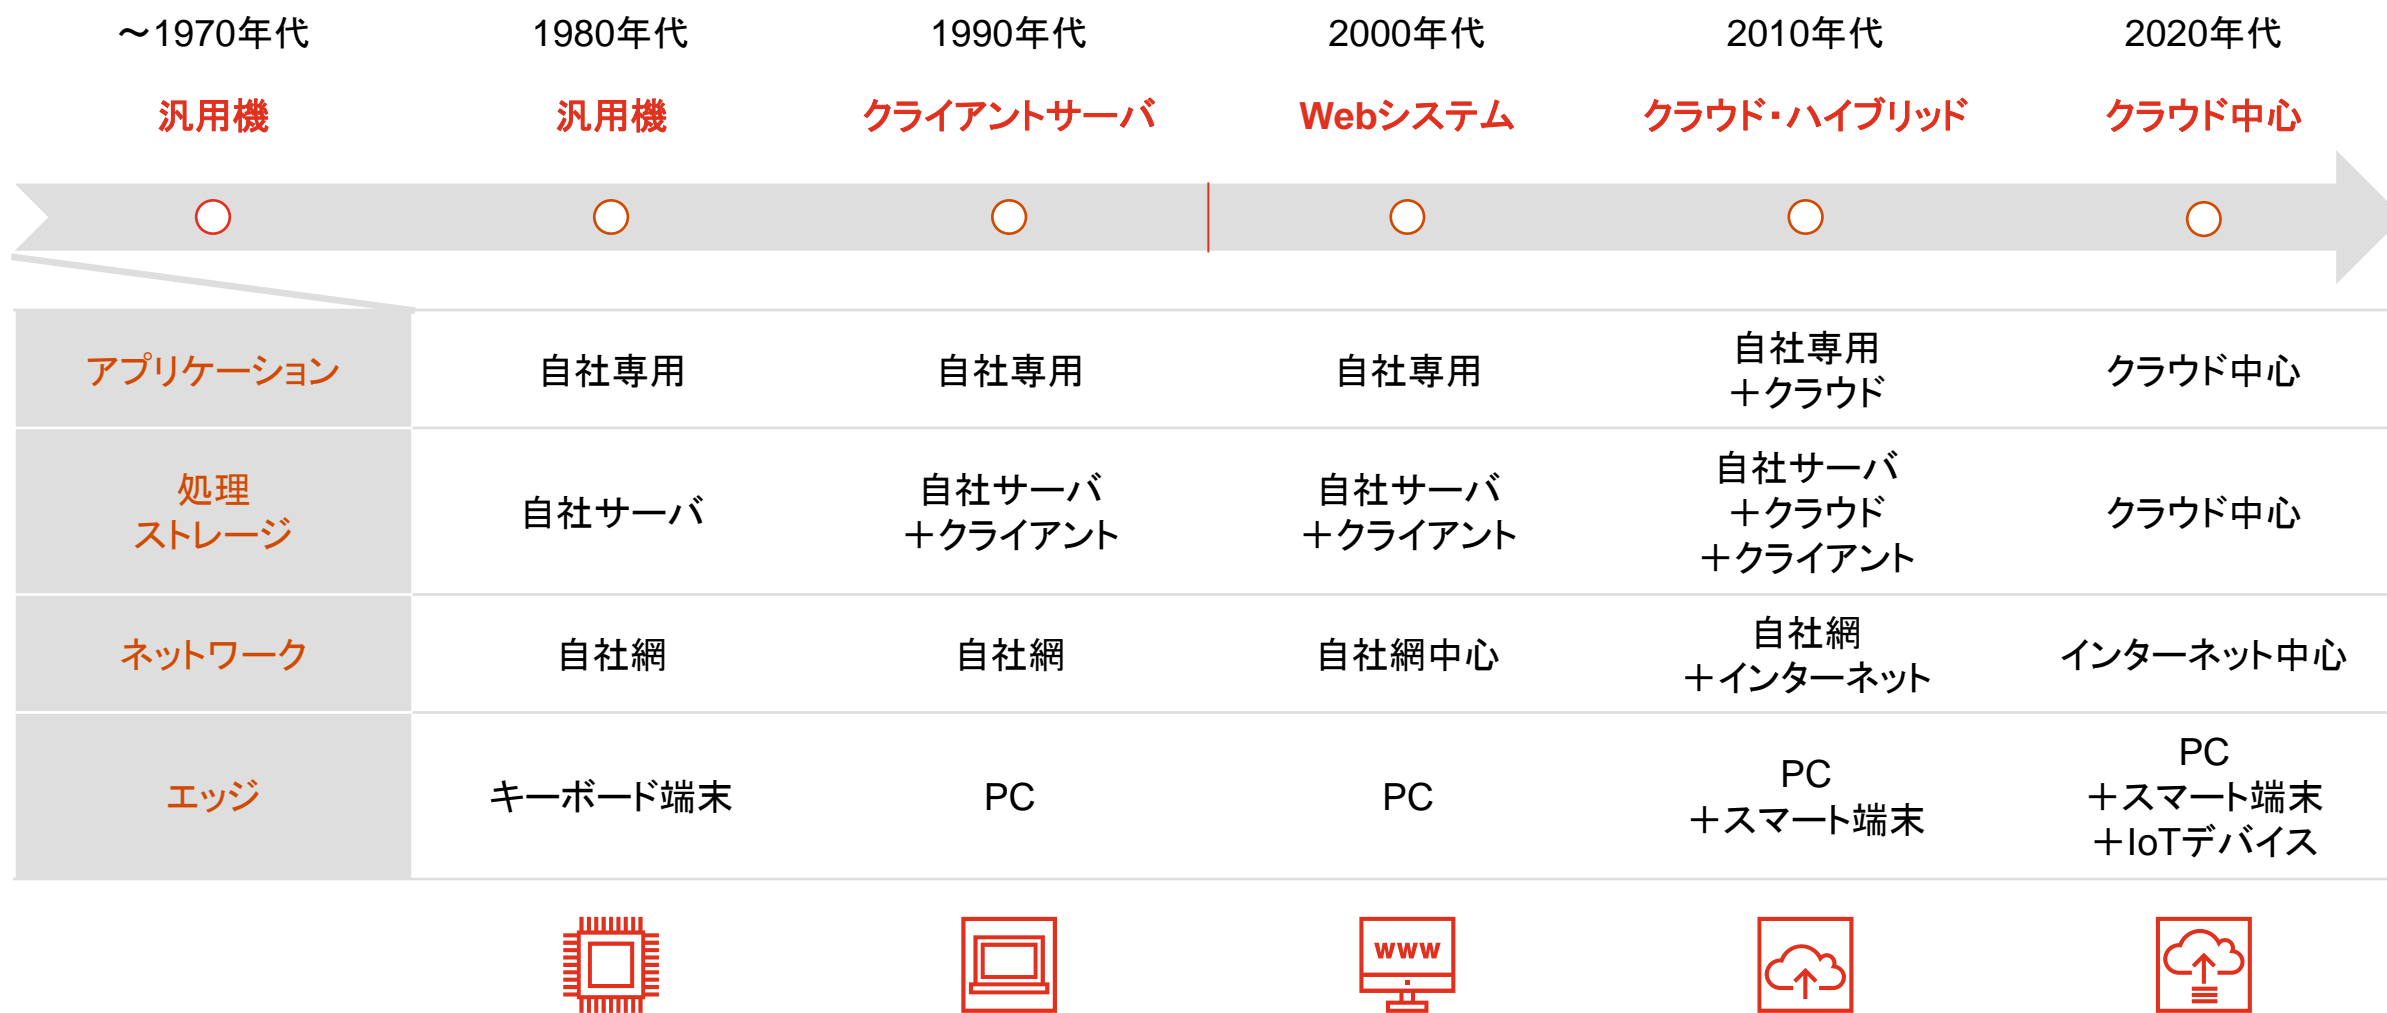 ～1970年代
1980年代
1990年代
2000年代
2010年代
2020年代
汎用機
汎用機
クライアントサーバ
Webシステム
クラウド・ハイブリッド
クラウド中心
アプリケーション
自社専用
自社専用
自社専用
自社専用
＋クラウド
クラウド中心
処理
ストレージ
自社サーバ
自社サーバ
＋クライアント
自社サーバ
＋クライアント
自社サーバ
＋クラウド
＋クライアント
クラウド中心
ネットワーク
自社網
自社網
自社網中心
自社網
＋インターネット
インターネット中心
エッジ
キーボード端末
PC
PC
PC
＋スマート端末
PC
＋スマート端末
＋IoTデバイス
www